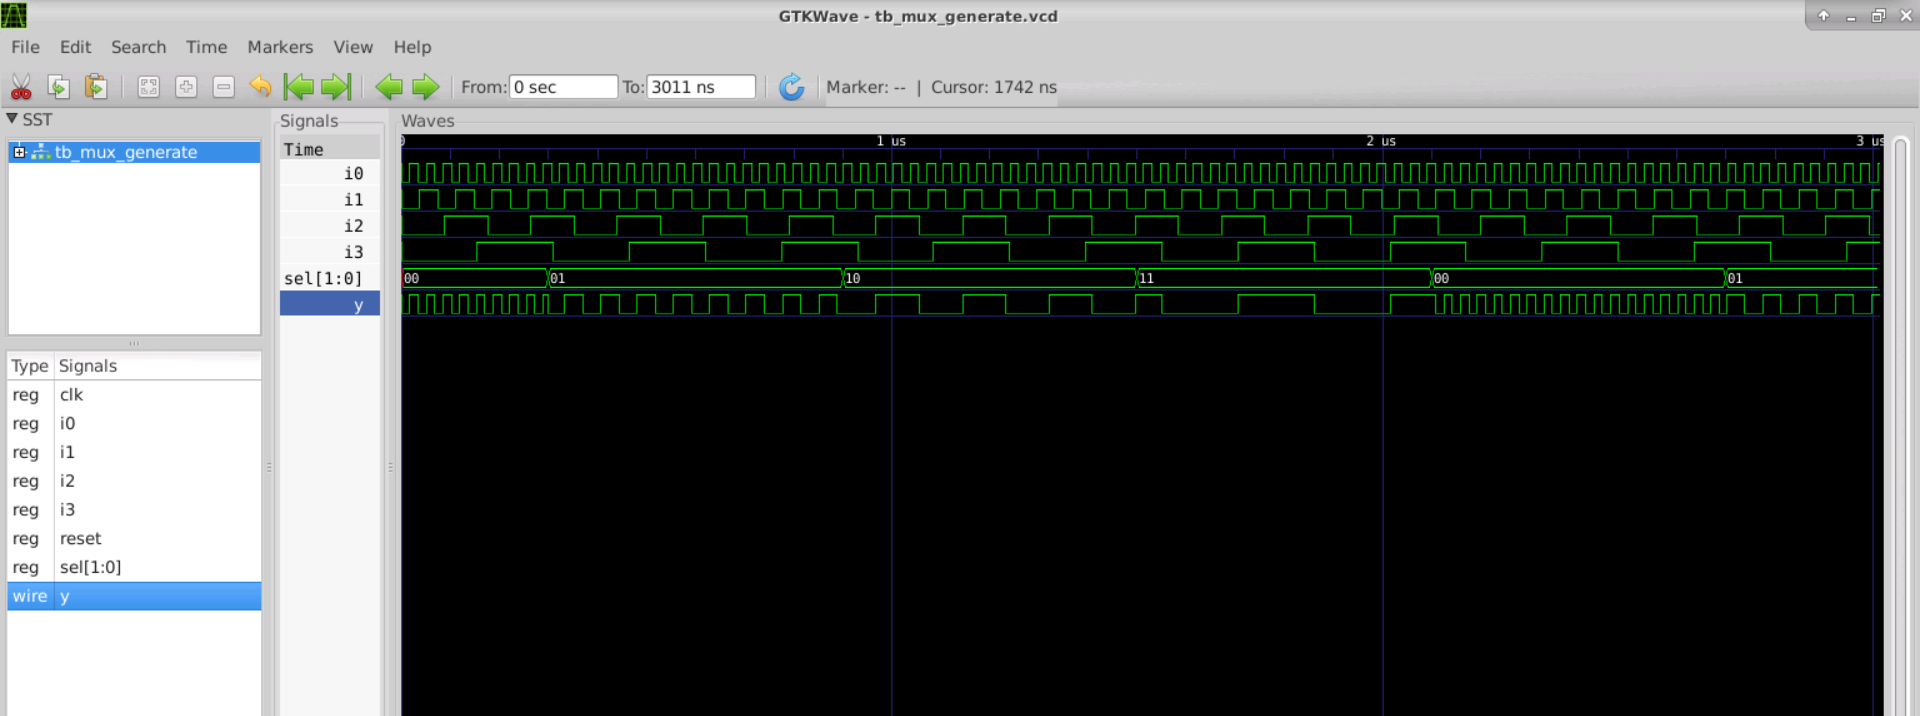 GTKWave - tb_mux_generate.vcd
File Edit Search Time Markers View Help
From: 0 sec To: 3011 ns Marker: -- | Cursor: 1742 ns
SST
tb_mux_generate
Type Signals
reg clk
reg i0
reg i1
reg i2
reg i3
reg reset
reg sel[1:0]
wire y
Signals
Time
i0
i1
i2
i3
sel[1:0]
y
Waves
0 1 us 2 us 3 us
00 01 10 11 00 01